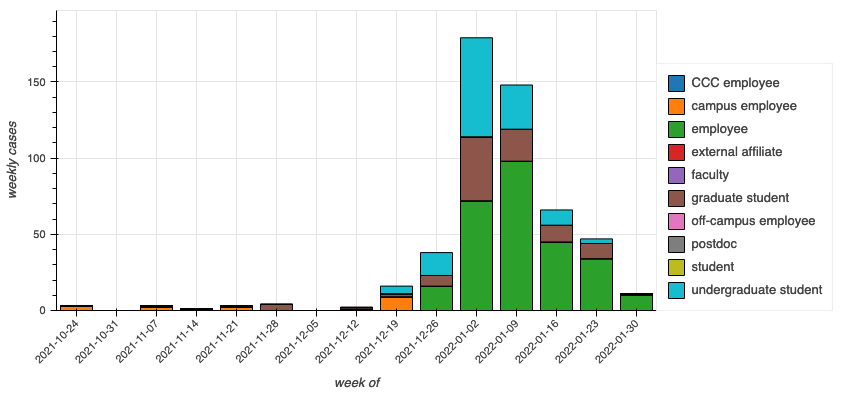 weekly cases
150
100
50
0
2021-10-24
2021-10-31
2021-11-07
2021-11-14
2021-11-21
2021-11-28
2021-12-05
2021-12-12
2021-12-19
2021-12-26
2022-01-02
2022-01-09
2022-01-16
2022-01-23
2022-01-30
week of
CCC employee
campus employee
employee
external affiliate
faculty
graduate student
off-campus employee
postdoc
student
undergraduate student